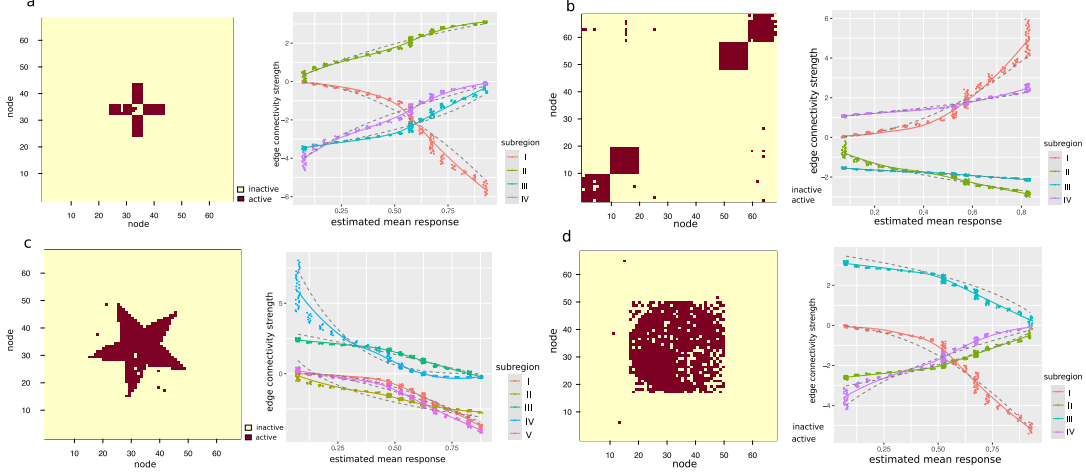 a
node
60
50
40
30
20
10
10 20 30 40 50 60
node
inactive
active
edge connectivity strength
2
0
−2
−4
−6
0.25 0.50 0.75
estimated mean response
subregion
I
II
III
IV
b
node
60
50
40
30
20
10
10 20 30 40 50 60
node
inactive
active
edge connectivity strength
6
4
2
0
−2
0.2 0.4 0.6 0.8
estimated mean response
subregion
I
II
III
IV
c
node
60
50
40
30
20
10
10 20 30 40 50 60
node
inactive
active
edge connectivity strength
5
0
0.25 0.50 0.75
estimated mean response
subregion
I
II
III
IV
V
d
node
60
50
40
30
20
10
10 20 30 40 50 60
node
inactive
active
edge connectivity strength
4
2
0
−2
−4
0.25 0.50 0.75
estimated mean response
subregion
I
II
III
IV